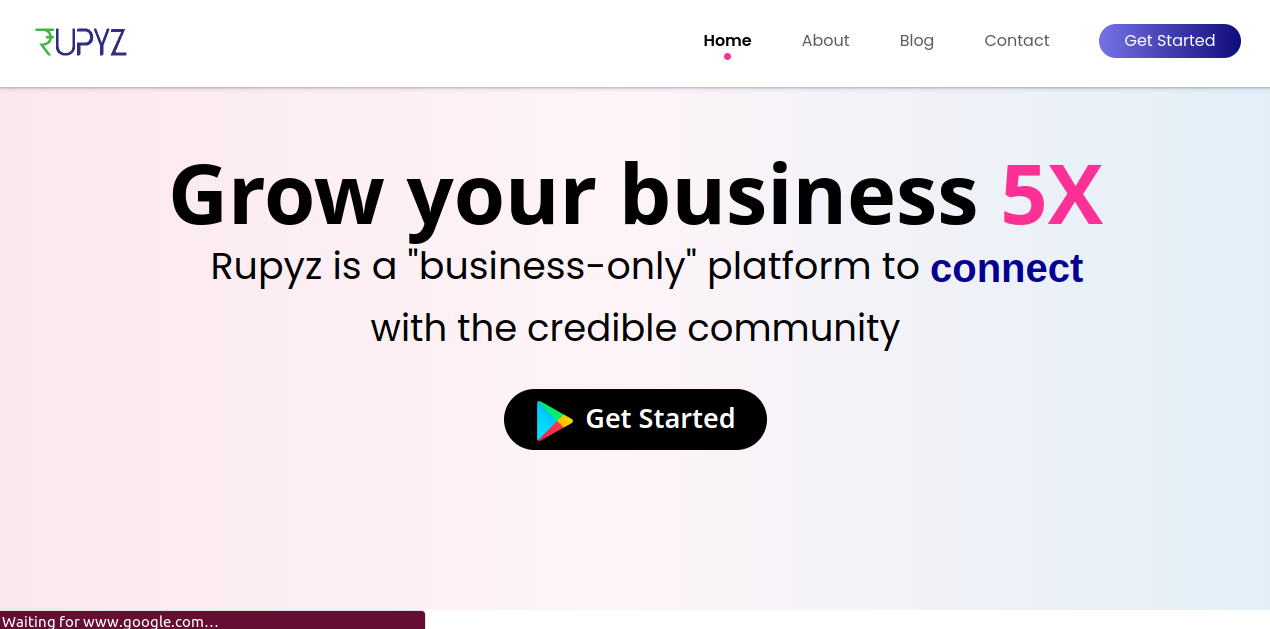 RUPYZ
Home
About
Blog
Contact
Get Started
Grow your business 5X
Rupyz is a "business-only" platform to connect
with the credible community
Get Started
Waiting for www.google.com…